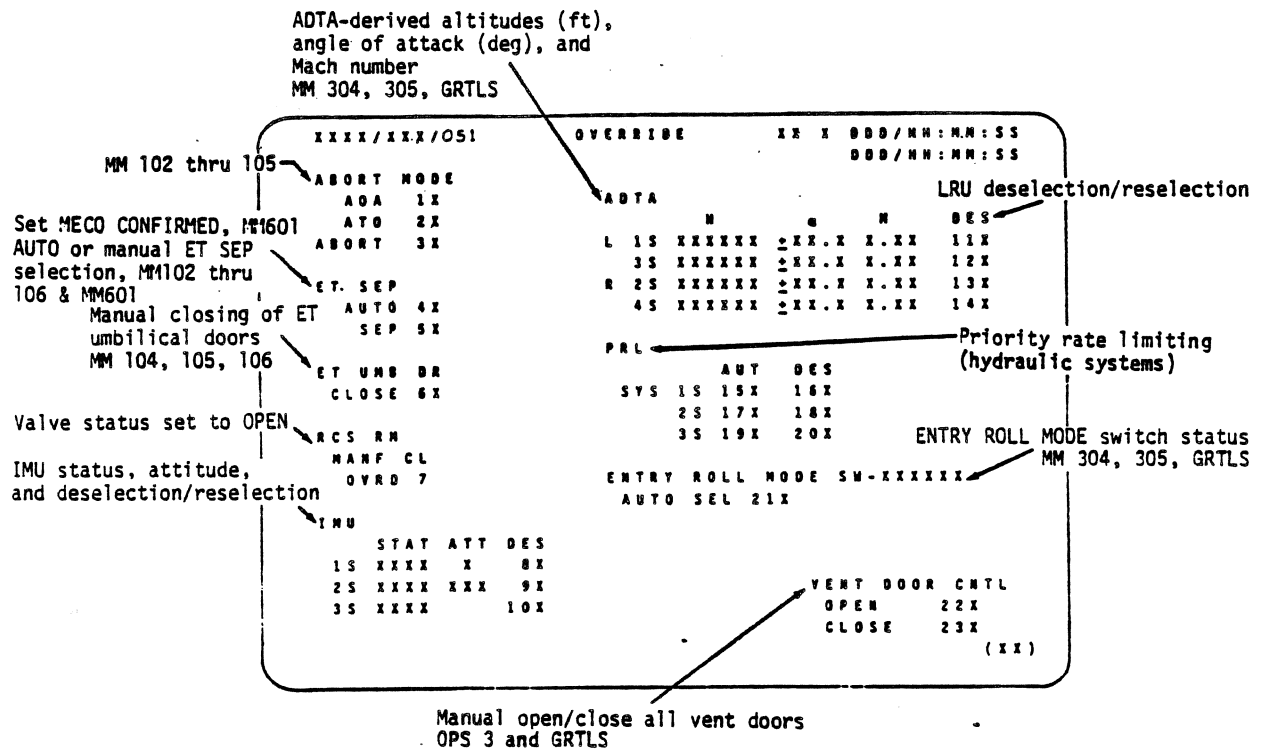 ADTA-derived altitudes (ft),
angle of attack (deg), and
Mach number
MM 304, 305, GRTLS
XXXX/XXX/051 OVERRIDE XX X DDD/HH:MM:SS
DDD/HH:MM:SS
MM 102 thru 105
ABORT MODE
AOA 1X
ATO 2X
ABORT 3X
Set MECO CONFIRMED, MM601
AUTO or manual ET SEP
selection, MM102 thru
106 & MM601
ET SEP
AUTO 4X
SEP 5X
Manual closing of ET
umbilical doors
MM 104, 105, 106
ET UMB DR
CLOSE 6X
Valve status set to OPEN
RCS RM
MANF CL
OVRD 7
IMU status, attitude,
and deselection/reselection
IMU
STAT ATT DES
1S XXXX X 8X
2S XXXX XXX 9X
3S XXXX 10X
ADTA
LRU deselection/reselection
H α M DES
L 1S XXXXXX ±XX.X X.XX 11X
3S XXXXXX ±XX.X X.XX 12X
R 2S XXXXXX ±XX.X X.XX 13X
4S XXXXXX ±XX.X X.XX 14X
PRL
Priority rate limiting
(hydraulic systems)
AUT DES
SYS 1S 15X 16X
2S 17X 18X
3S 19X 20X
ENTRY ROLL MODE switch status
MM 304, 305, GRTLS
ENTRY ROLL MODE SW-XXXXXX
AUTO SEL 21X
VENT DOOR CNTL
OPEN 22X
CLOSE 23X
(XX)
Manual open/close all vent doors
OPS 3 and GRTLS